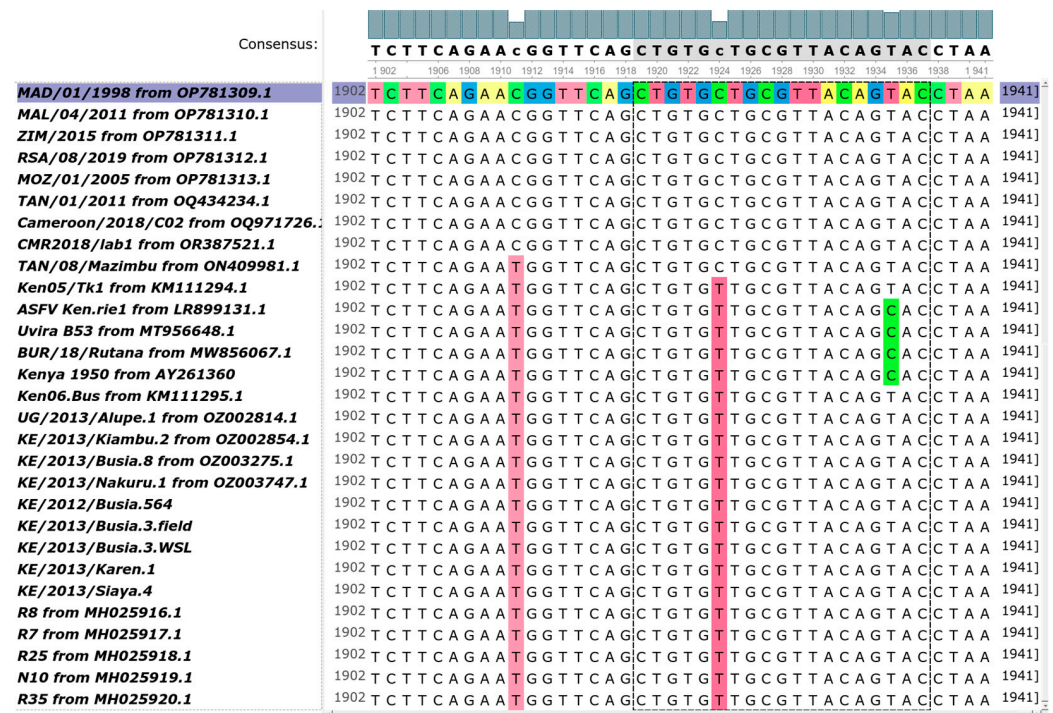 Consensus: T C T T C A G A A c G G T T C A G C T G T G c T G C G T T A C A G T A C C T A A
1 902 1906 1908 1910 1912 1914 1916 1918 1920 1922 1924 1926 1928 1930 1932 1934 1936 1938 1 941
MAD/01/1998 from OP781309.1 1902 T C T T C A G A A C G G T T C A G C T G T G C T G C G T T A C A G T A C C T A A 1941]
MAL/04/2011 from OP781310.1 1902 T C T T C A G A A C G G T T C A G C T G T G C T G C G T T A C A G T A C C T A A 1941]
ZIM/2015 from OP781311.1 1902 T C T T C A G A A C G G T T C A G C T G T G C T G C G T T A C A G T A C C T A A 1941]
RSA/08/2019 from OP781312.1 1902 T C T T C A G A A C G G T T C A G C T G T G C T G C G T T A C A G T A C C T A A 1941]
MOZ/01/2005 from OP781313.1 1902 T C T T C A G A A C G G T T C A G C T G T G C T G C G T T A C A G T A C C T A A 1941]
TAN/01/2011 from OQ434234.1 1902 T C T T C A G A A C G G T T C A G C T G T G C T G C G T T A C A G T A C C T A A 1941]
Cameroon/2018/C02 from OQ971726. 1902 T C T T C A G A A C G G T T C A G C T G T G C T G C G T T A C A G T A C C T A A 1941]
CMR2018/lab1 from OR387521.1 1902 T C T T C A G A A C G G T T C A G C T G T G C T G C G T T A C A G T A C C T A A 1941]
TAN/08/Mazimbu from ON409981.1 1902 T C T T C A G A A T G G T T C A G C T G T G C T G C G T T A C A G T A C C T A A 1941]
Ken05/Tk1 from KM111294.1 1902 T C T T C A G A A T G G T T C A G C T G T G T T G C G T T A C A G T A C C T A A 1941]
ASFV Ken.rie1 from LR899131.1 1902 T C T T C A G A A T G G T T C A G C T G T G T T G C G T T A C A G C A C C T A A 1941]
Uvira B53 from MT956648.1 1902 T C T T C A G A A T G G T T C A G C T G T G T T G C G T T A C A G C A C C T A A 1941]
BUR/18/Rutana from MW856067.1 1902 T C T T C A G A A T G G T T C A G C T G T G T T G C G T T A C A G C A C C T A A 1941]
Kenya 1950 from AY261360 1902 T C T T C A G A A T G G T T C A G C T G T G T T G C G T T A C A G C A C C T A A 1941]
Ken06.Bus from KM111295.1 1902 T C T T C A G A A T G G T T C A G C T G T G T T G C G T T A C A G T A C C T A A 1941]
UG/2013/Alupe.1 from OZ002814.1 1902 T C T T C A G A A T G G T T C A G C T G T G T T G C G T T A C A G T A C C T A A 1941]
KE/2013/Kiambu.2 from OZ002854.1 1902 T C T T C A G A A T G G T T C A G C T G T G T T G C G T T A C A G T A C C T A A 1941]
KE/2013/Busia.8 from OZ003275.1 1902 T C T T C A G A A T G G T T C A G C T G T G T T G C G T T A C A G T A C C T A A 1941]
KE/2013/Nakuru.1 from OZ003747.1 1902 T C T T C A G A A T G G T T C A G C T G T G T T G C G T T A C A G T A C C T A A 1941]
KE/2012/Busia.564 1902 T C T T C A G A A T G G T T C A G C T G T G T T G C G T T A C A G T A C C T A A 1941]
KE/2013/Busia.3.field 1902 T C T T C A G A A T G G T T C A G C T G T G T T G C G T T A C A G T A C C T A A 1941]
KE/2013/Busia.3.WSL 1902 T C T T C A G A A T G G T T C A G C T G T G T T G C G T T A C A G T A C C T A A 1941]
KE/2013/Karen.1 1902 T C T T C A G A A T G G T T C A G C T G T G T T G C G T T A C A G T A C C T A A 1941]
KE/2013/Siaya.4 1902 T C T T C A G A A T G G T T C A G C T G T G T T G C G T T A C A G T A C C T A A 1941]
R8 from MH025916.1 1902 T C T T C A G A A T G G T T C A G C T G T G T T G C G T T A C A G T A C C T A A 1941]
R7 from MH025917.1 1902 T C T T C A G A A T G G T T C A G C T G T G T T G C G T T A C A G T A C C T A A 1941]
R25 from MH025918.1 1902 T C T T C A G A A T G G T T C A G C T G T G T T G C G T T A C A G T A C C T A A 1941]
N10 from MH025919.1 1902 T C T T C A G A A T G G T T C A G C T G T G T T G C G T T A C A G T A C C T A A 1941]
R35 from MH025920.1 1902 T C T T C A G A A T G G T T C A G C T G T G T T G C G T T A C A G T A C C T A A 1941]